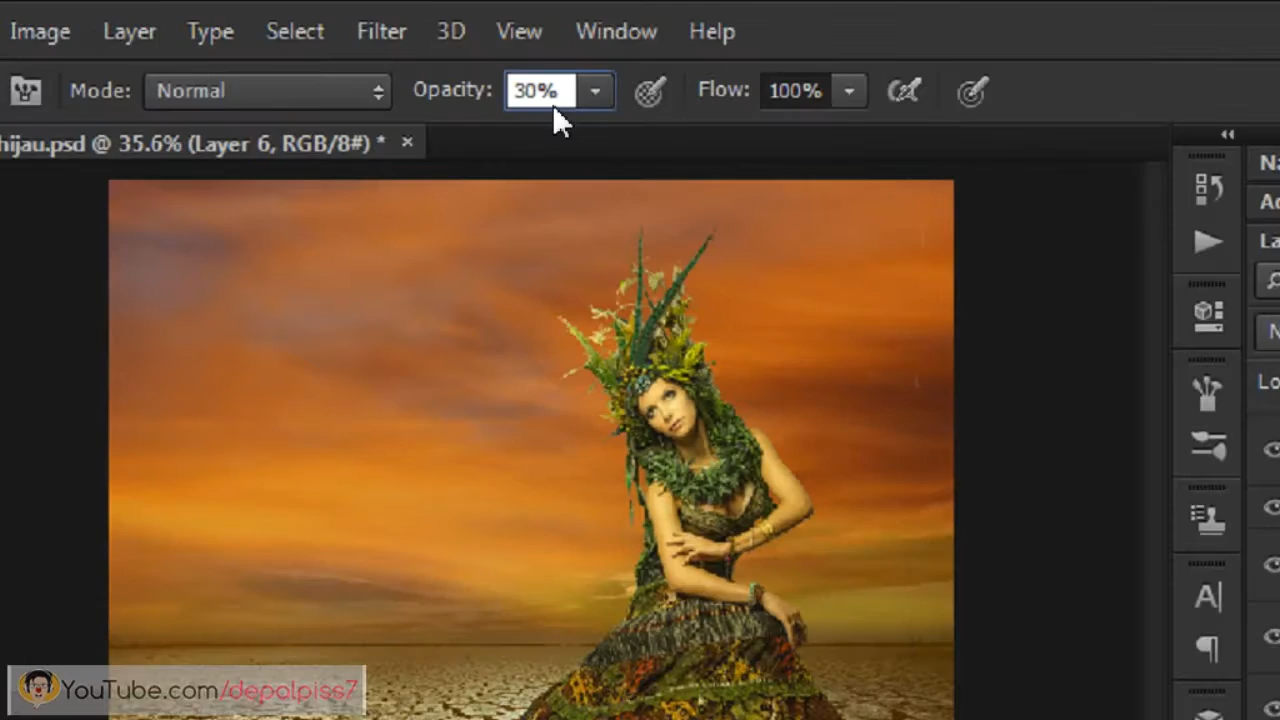 Image Layer Type Select Filter 3D View Window Help
Mode: Normal Opacity: 30% Flow: 100%
hijau.psd @ 35.6% (Layer 6, RGB/8#) * ×
YouTube.com/depalpiss7